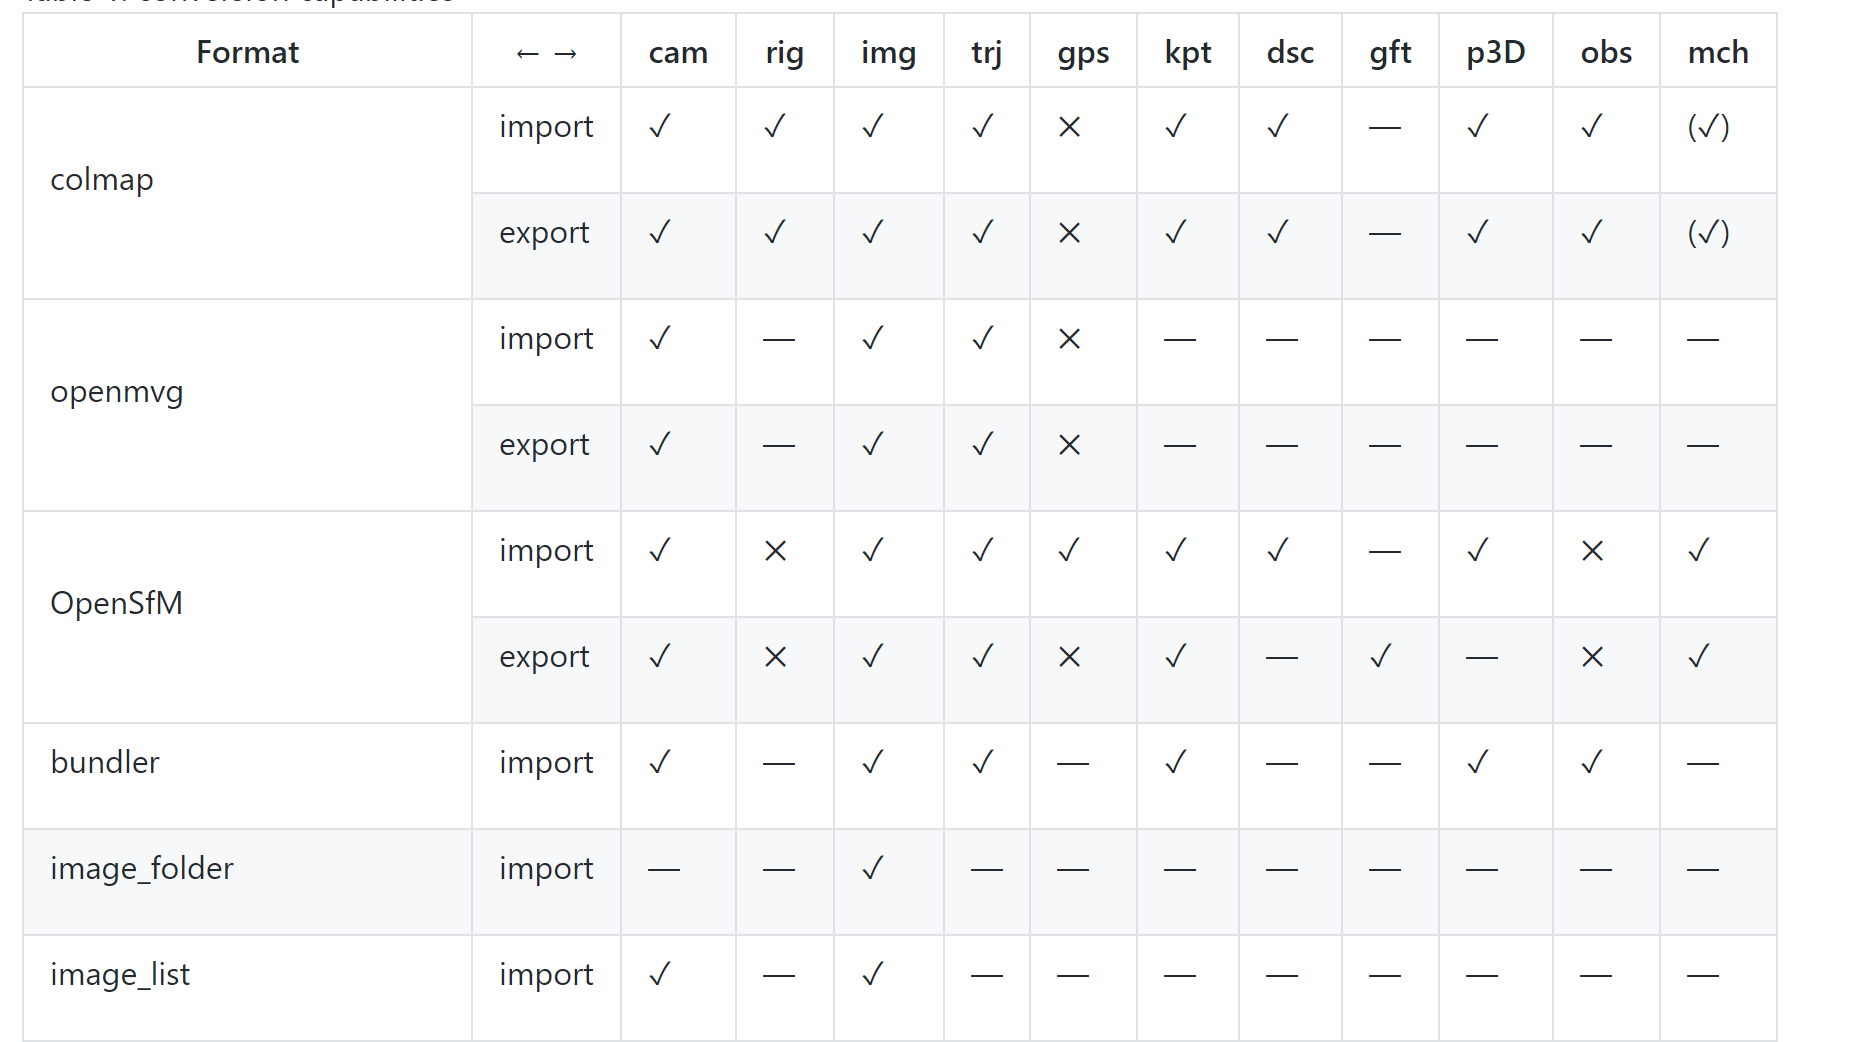 Format ← → cam rig img trj gps kpt dsc gft p3D obs mch
colmap
import ✓ ✓ ✓ ✓ ✕ ✓ ✓ — ✓ ✓ (✓)
export ✓ ✓ ✓ ✓ ✕ ✓ ✓ — ✓ ✓ (✓)
openmvg
import ✓ — ✓ ✓ ✕ — — — — — —
export ✓ — ✓ ✓ ✕ — — — — — —
OpenSfM
import ✓ ✕ ✓ ✓ ✓ ✓ ✓ — ✓ ✕ ✓
export ✓ ✕ ✓ ✓ ✕ ✓ — ✓ — ✕ ✓
bundler import ✓ — ✓ ✓ — ✓ — — ✓ ✓ —
image_folder import — — ✓ — — — — — — — —
image_list import ✓ — ✓ — — — — — — — —